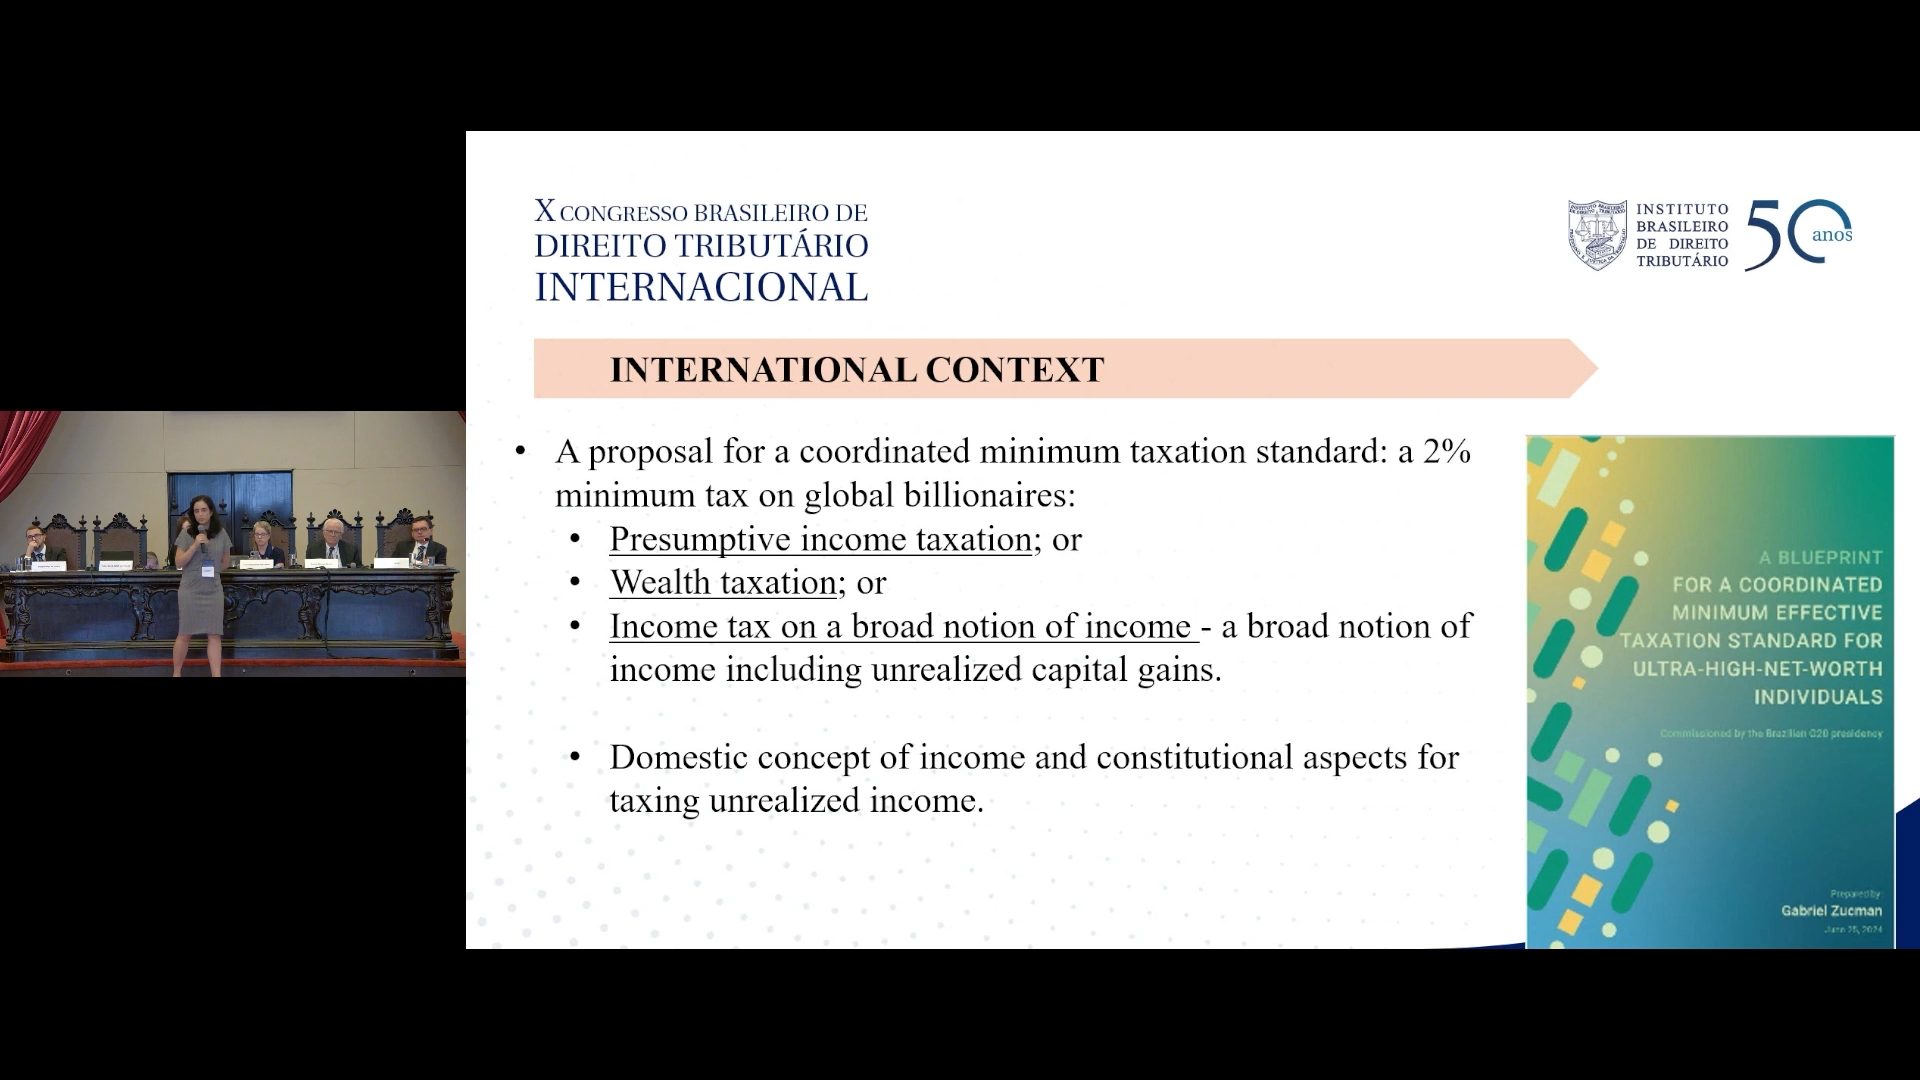 X CONGRESSO BRASILEIRO DE
DIREITO TRIBUTÁRIO
INTERNACIONAL
INSTITUTO
BRASILEIRO
DE DIREITO
TRIBUTÁRIO
50 anos
INTERNATIONAL CONTEXT
• A proposal for a coordinated minimum taxation standard: a 2%
minimum tax on global billionaires:
• Presumptive income taxation; or
• Wealth taxation; or
• Income tax on a broad notion of income - a broad notion of
income including unrealized capital gains.
• Domestic concept of income and constitutional aspects for
taxing unrealized income.
A BLUEPRINT
FOR A COORDINATED
MINIMUM EFFECTIVE
TAXATION STANDARD FOR
ULTRA-HIGH-NET-WORTH
INDIVIDUALS
Commissioned by the Brazilian G20 presidency
Prepared by:
Gabriel Zucman
June 25, 2024